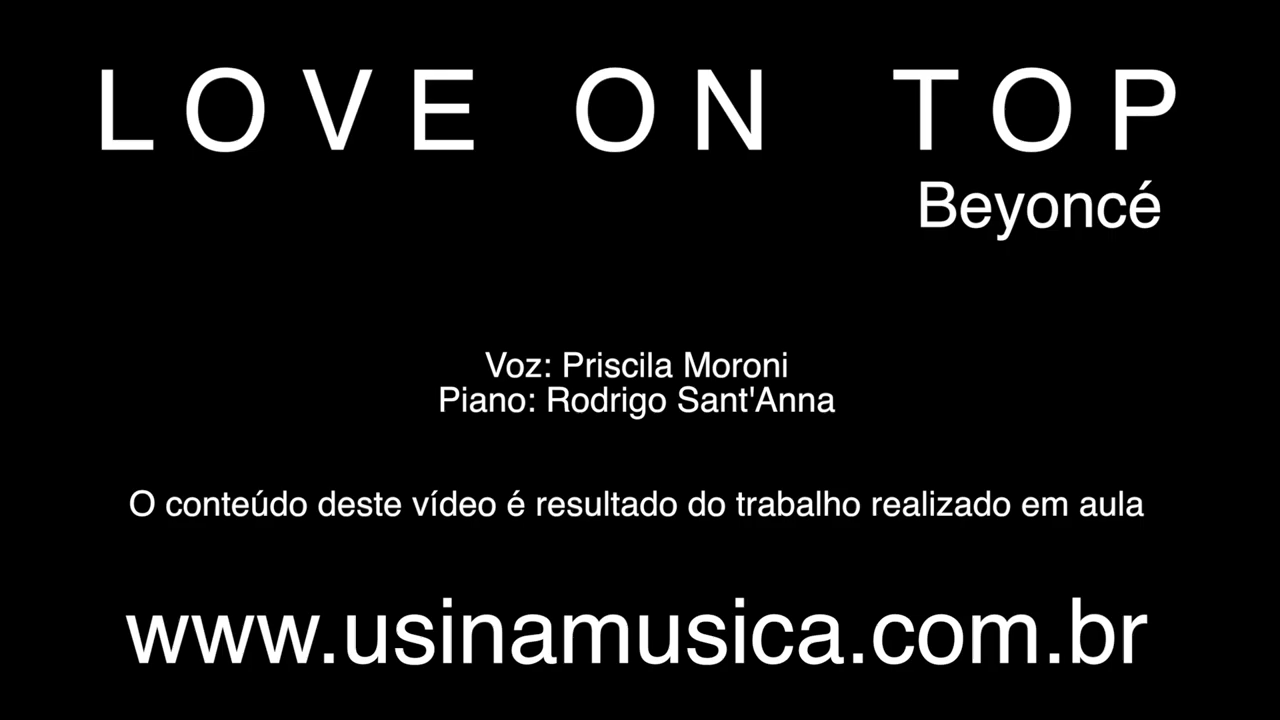 LOVE ON TOP
Beyoncé
Voz: Priscila Moroni
Piano: Rodrigo Sant'Anna
O conteúdo deste vídeo é resultado do trabalho realizado em aula
www.usinamusica.com.br